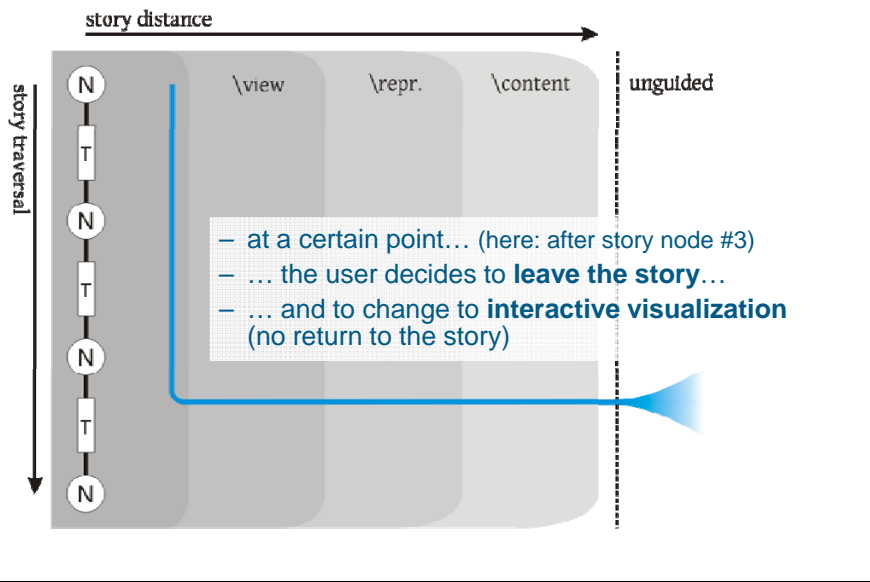 story distance
story traversal
N
\view
\repr.
\content
unguided
T
N
– at a certain point… (here: after story node #3)
– … the user decides to leave the story…
– … and to change to interactive visualization
(no return to the story)
T
N
T
N